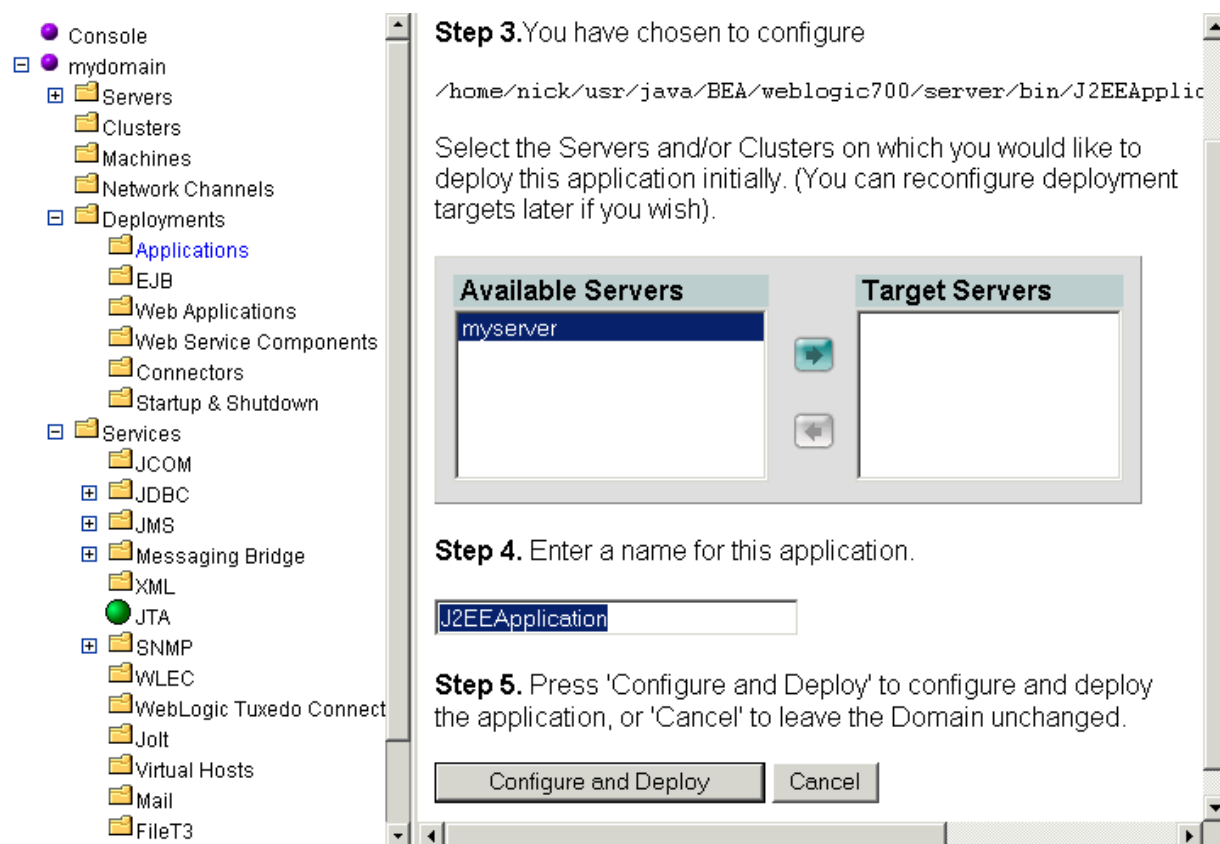 Console
mydomain
Servers
Clusters
Machines
Network Channels
Deployments
Applications
EJB
Web Applications
Web Service Components
Connectors
Startup & Shutdown
Services
JCOM
JDBC
JMS
Messaging Bridge
XML
JTA
SNMP
WLEC
WebLogic Tuxedo Connect
Jolt
Virtual Hosts
Mail
FileT3
Step 3.You have chosen to configure
/home/nick/usr/java/BEA/weblogic700/server/bin/J2EEApplic
Select the Servers and/or Clusters on which you would like to
deploy this application initially. (You can reconfigure deployment
targets later if you wish).
Available Servers
myserver
Target Servers
Step 4. Enter a name for this application.
J2EEApplication
Step 5. Press 'Configure and Deploy' to configure and deploy
the application, or 'Cancel' to leave the Domain unchanged.
Configure and Deploy
Cancel